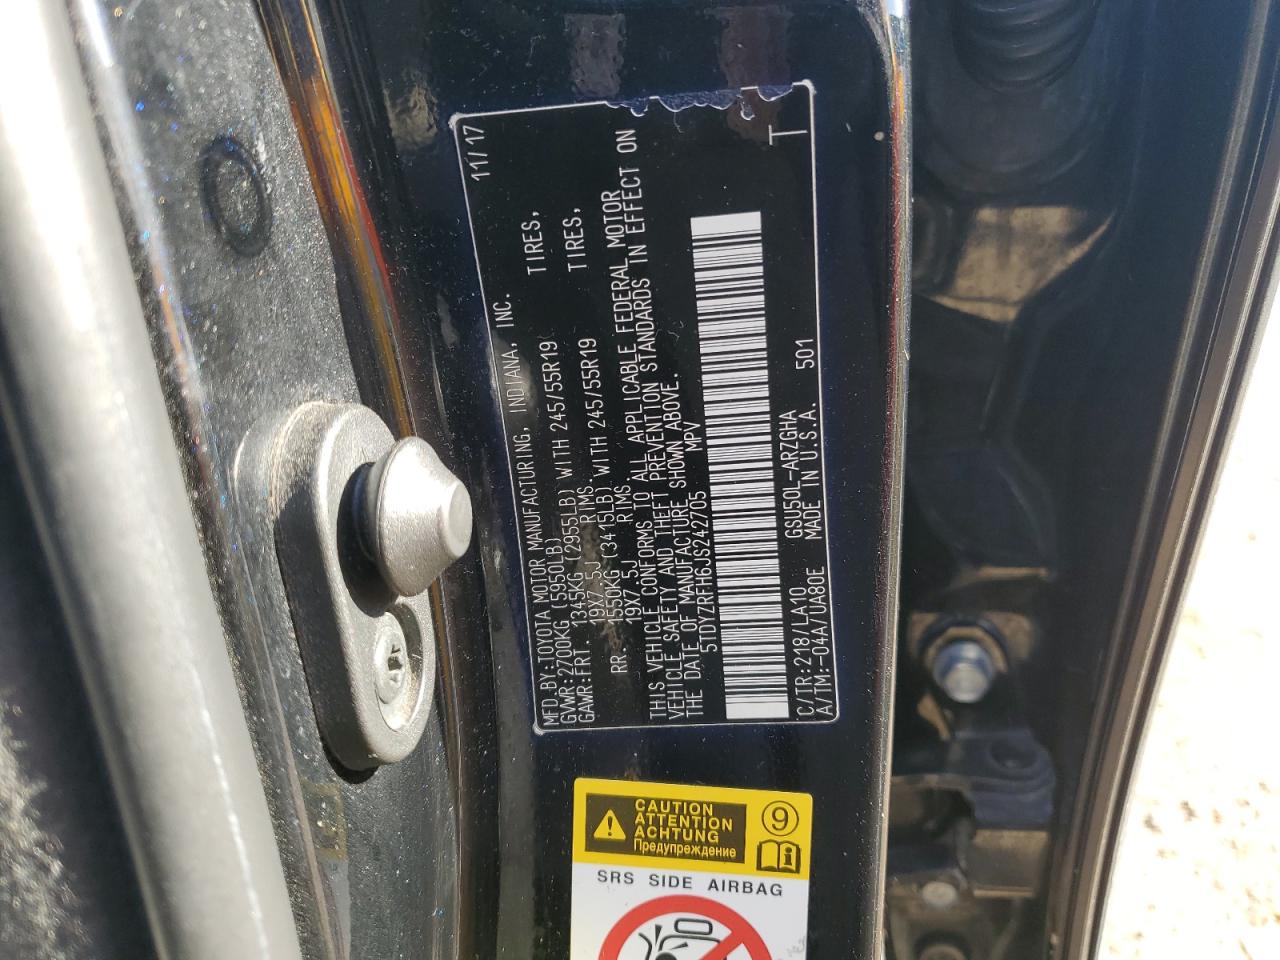 11/17
MFD.BY:TOYOTA MOTOR MANUFACTURING, INDIANA, INC.
GVWR:2700KG (5950LB)
GAWR:FRT. 1345KG (2955LB) WITH 245/55R19 TIRES,
19X7.5J RIMS.
RR. 1550KG (3415LB) WITH 245/55R19 TIRES,
19X7.5J RIMS.
THIS VEHICLE CONFORMS TO ALL APPLICABLE FEDERAL MOTOR
VEHICLE SAFETY AND THEFT PREVENTION STANDARDS IN EFFECT ON
THE DATE OF MANUFACTURE SHOWN ABOVE.
5TDYZRFH6JS242705 MPV
T
C/TR:218/LA10 GSU50L-ARZGHA
A/TM:-04A/UA80E MADE IN U.S.A. 501
CAUTION
ATTENTION
ACHTUNG
Предупреждение
9
SRS SIDE AIRBAG